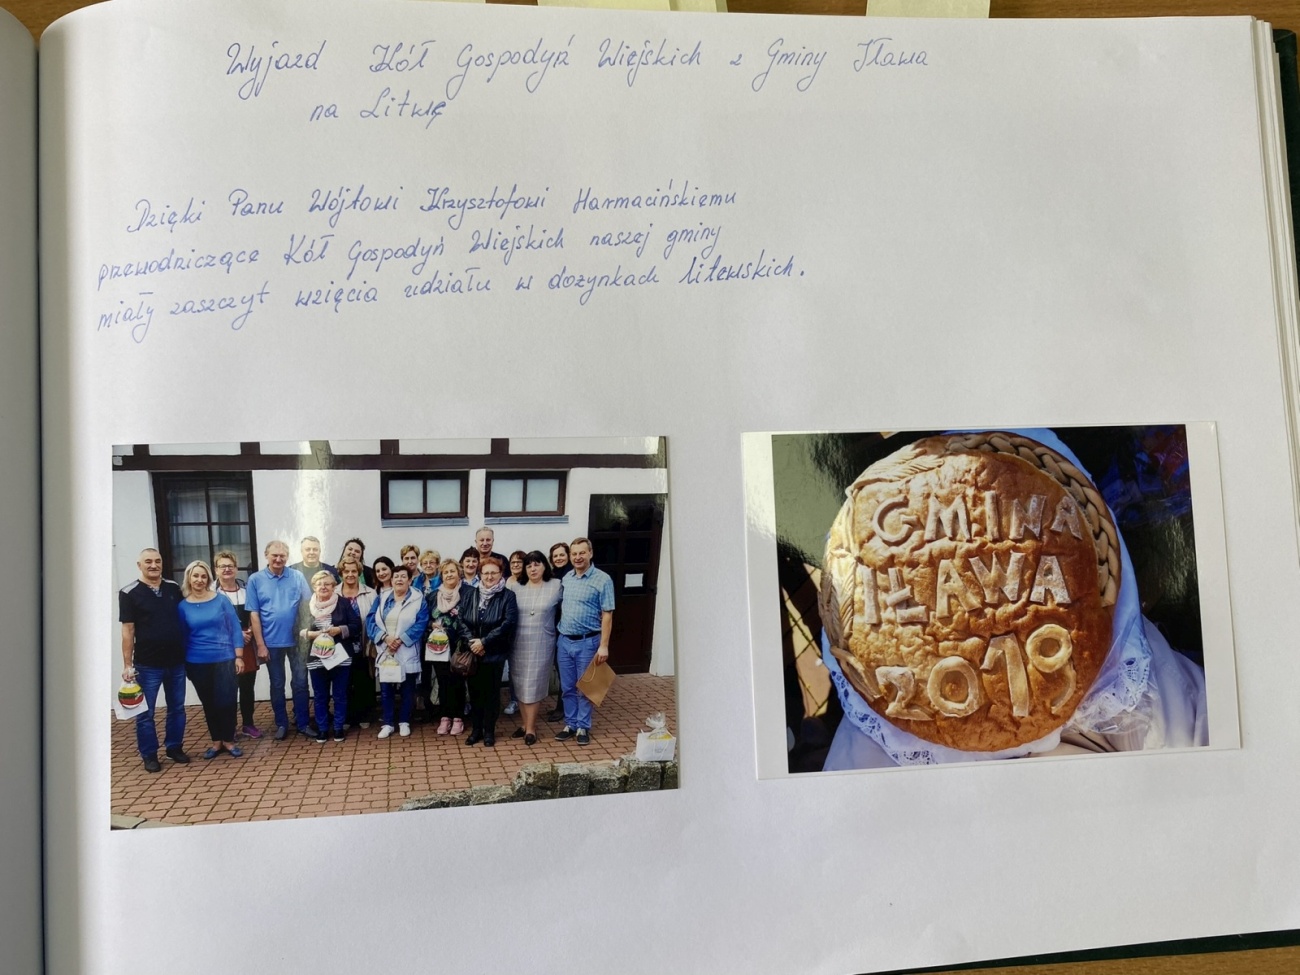 Wyjazd Kół Gospodyń Wiejskich z Gminy Iława
na Litwę
Dzięki Panu Wójtowi Krzysztofowi Harmacińskiemu
przewodniczące Kół Gospodyń Wiejskich naszej gminy
miały zaszczyt wzięcia udziału w dożynkach litewskich.
GMINA
IŁAWA
2019